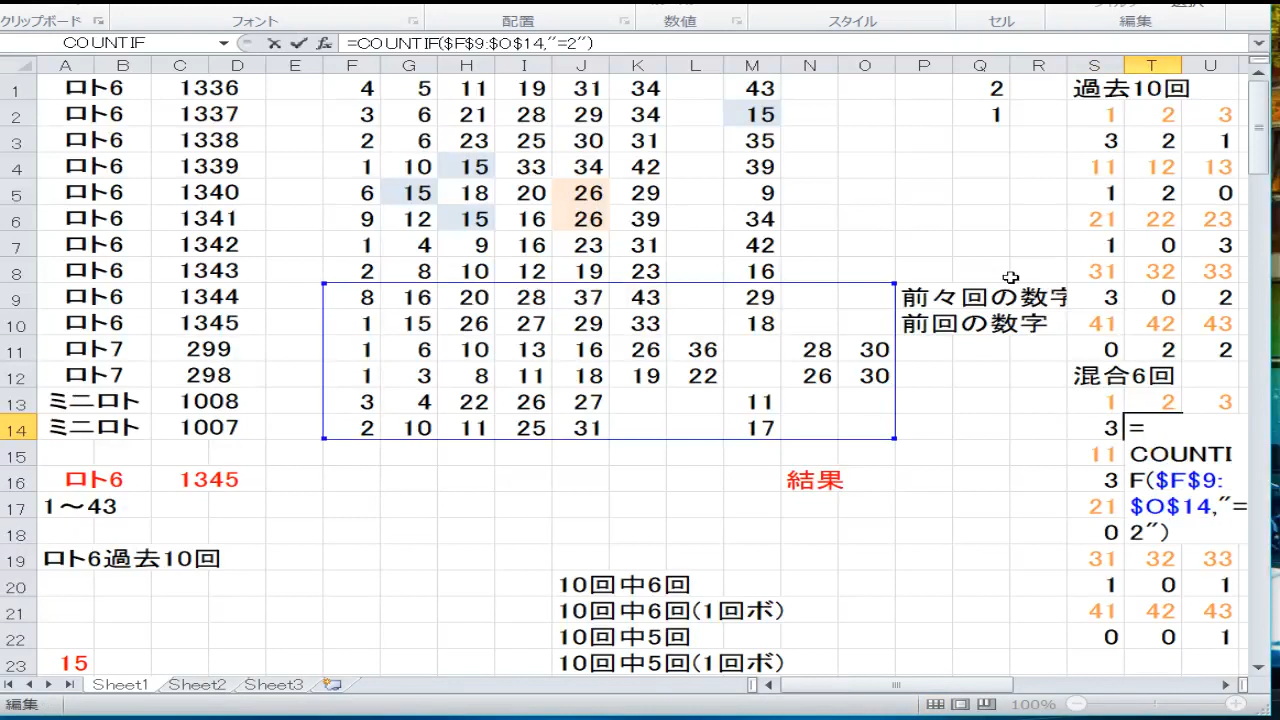 クリップボード フォント 配置 数値 スタイル セル 編集
COUNTIF =COUNTIF($F$9:$O$14,"=2")
A B C D E F G H I J K L M N O P Q R S T U
1 ロト6 1336 4 5 11 19 31 34 43 2 過去10回
2 ロト6 1337 3 6 21 28 29 34 15 1 1 2 3
3 ロト6 1338 2 6 23 25 30 31 35 3 2 1
4 ロト6 1339 1 10 15 33 34 42 39 11 12 13
5 ロト6 1340 6 15 18 20 26 29 9 1 2 0
6 ロト6 1341 9 12 15 16 26 39 34 21 22 23
7 ロト6 1342 1 4 9 16 23 31 42 1 0 3
8 ロト6 1343 2 8 10 12 19 23 16 31 32 33
9 ロト6 1344 8 16 20 28 37 43 29 前々回の数字 3 0 2
10 ロト6 1345 1 15 26 27 29 33 18 前回の数字 41 42 43
11 ロト7 299 1 6 10 13 16 26 36 28 30 0 2 2
12 ロト7 298 1 3 8 11 18 19 22 26 30 混合6回
13 ミニロト 1008 3 4 22 26 27 11 1 2 3
14 ミニロト 1007 2 10 11 25 31 17 3 =
15 11 COUNTI
16 ロト6 1345 結果 3 F($F$9:
17 1～43 21 $O$14,"=
18 0 2")
19 ロト6過去10回 31 32 33
20 10回中6回 1 0 1
21 10回中6回(1回ボ) 41 42 43
22 10回中5回 0 0 1
23 15 10回中5回(1回ボ)
Sheet1 Sheet2 Sheet3
編集 100%